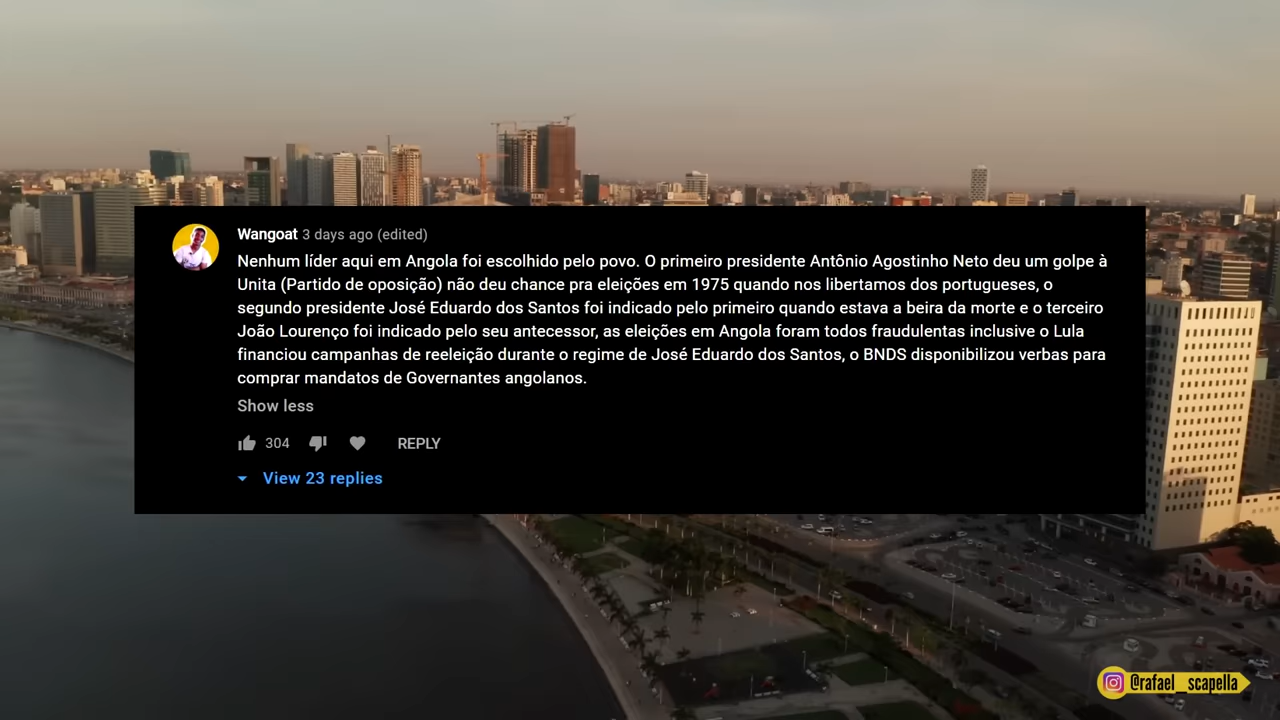 Wangoat 3 days ago (edited)
Nenhum líder aqui em Angola foi escolhido pelo povo. O primeiro presidente Antônio Agostinho Neto deu um golpe à
Unita (Partido de oposição) não deu chance pra eleições em 1975 quando nos libertamos dos portugueses, o
segundo presidente José Eduardo dos Santos foi indicado pelo primeiro quando estava a beira da morte e o terceiro
João Lourenço foi indicado pelo seu antecessor, as eleições em Angola foram todos fraudulentas inclusive o Lula
financiou campanhas de reeleição durante o regime de José Eduardo dos Santos, o BNDS disponibilizou verbas para
comprar mandatos de Governantes angolanos.
Show less
304 REPLY
View 23 replies
@rafael_scapella